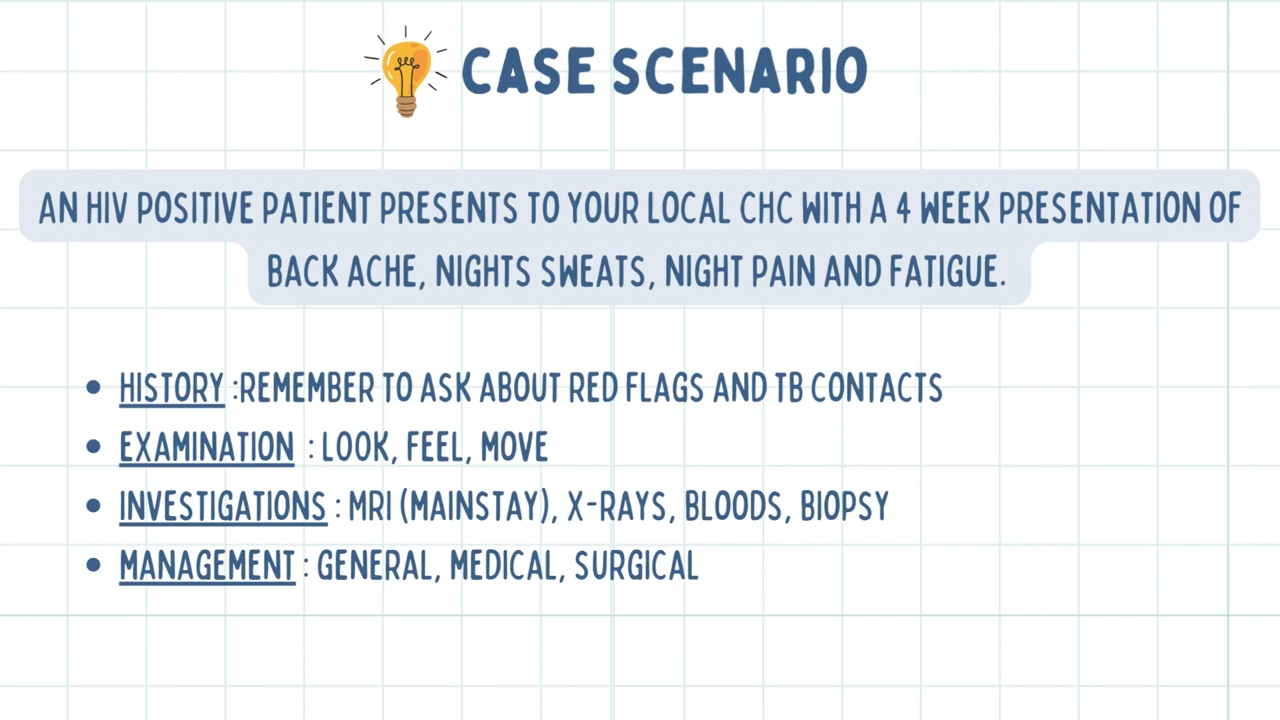 CASE SCENARIO
AN HIV POSITIVE PATIENT PRESENTS TO YOUR LOCAL CHC WITH A 4 WEEK PRESENTATION OF
BACK ACHE, NIGHTS SWEATS, NIGHT PAIN AND FATIGUE.
• HISTORY :REMEMBER TO ASK ABOUT RED FLAGS AND TB CONTACTS
• EXAMINATION : LOOK, FEEL, MOVE
• INVESTIGATIONS : MRI (MAINSTAY), X-RAYS, BLOODS, BIOPSY
• MANAGEMENT : GENERAL, MEDICAL, SURGICAL